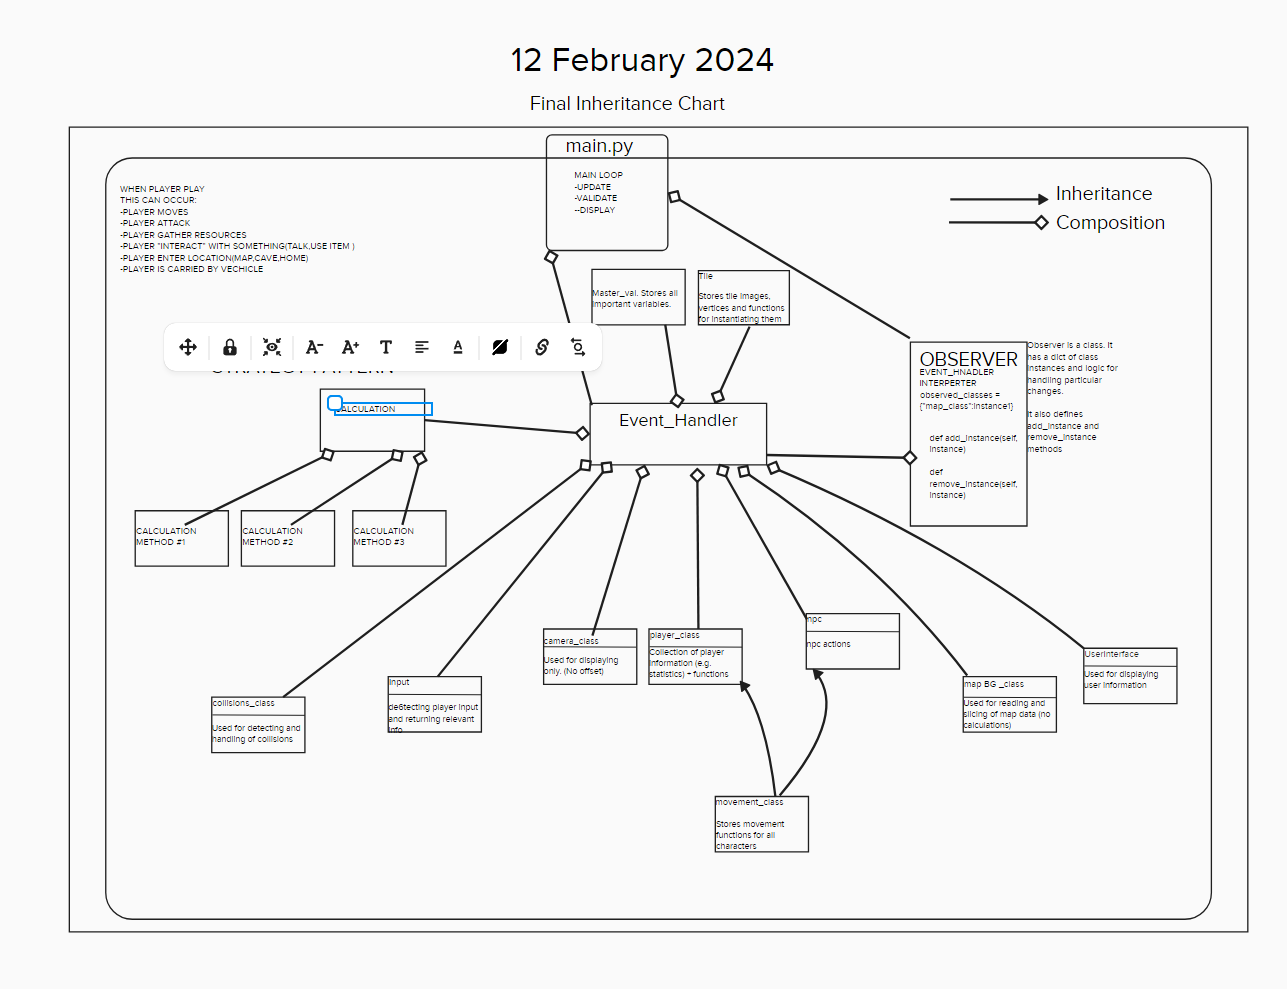 12 February 2024
Final Inheritance Chart
main.py
MAIN LOOP
-UPDATE
-VALIDATE
--DISPLAY
WHEN PLAYER PLAY
THIS CAN OCCUR:
-PLAYER MOVES
-PLAYER ATTACK
-PLAYER GATHER RESOURCES
-PLAYER "INTERACT" WITH SOMETHING(TALK,USE ITEM )
-PLAYER ENTER LOCATION(MAP,CAVE,HOME)
-PLAYER IS CARRIED BY VECHICLE
Inheritance
Composition
Master_val. Stores all
important variables.
Tile
Stores tile images,
vertices and functions
for instantiating them
A-
A+
T
A
STRATEGY PATTERN
CALCULATION
Event_Handler
OBSERVER
EVENT_HNADLER
INTERPERTER
observed_classes =
{"map_class":instance1}
def add_instance(self,
instance)
def
remove_instance(self,
instance)
Observer is a class. It
has a dict of class
instances and logic for
handling particular
changes.
It also defines
add_instance and
remove_instance
methods
CALCULATION
METHOD #1
CALCULATION
METHOD #2
CALCULATION
METHOD #3
camera_class
Used for displaying
only. (No offset)
player_class
Collection of player
information (e.g.
statistics) + functions
npc
npc actions
UserInterface
Used for displaying
user information
map BG _class
Used for reading and
slicing of map data (no
calculations)
collisions_class
Used for detecting and
handling of collisions
input
de6tecting player input
and returning relevant
info
movement_class
Stores movement
functions for all
characters